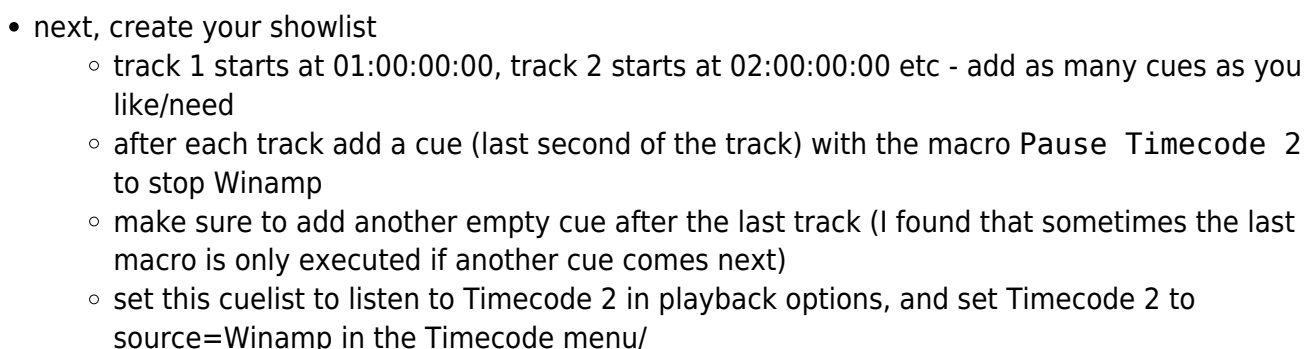 • next, create your showlist
◦ track 1 starts at 01:00:00:00, track 2 starts at 02:00:00:00 etc - add as many cues as you
like/need
◦ after each track add a cue (last second of the track) with the macro Pause Timecode 2
to stop Winamp
◦ make sure to add another empty cue after the last track (I found that sometimes the last
macro is only executed if another cue comes next)
◦ set this cuelist to listen to Timecode 2 in playback options, and set Timecode 2 to
source=Winamp in the Timecode menu/